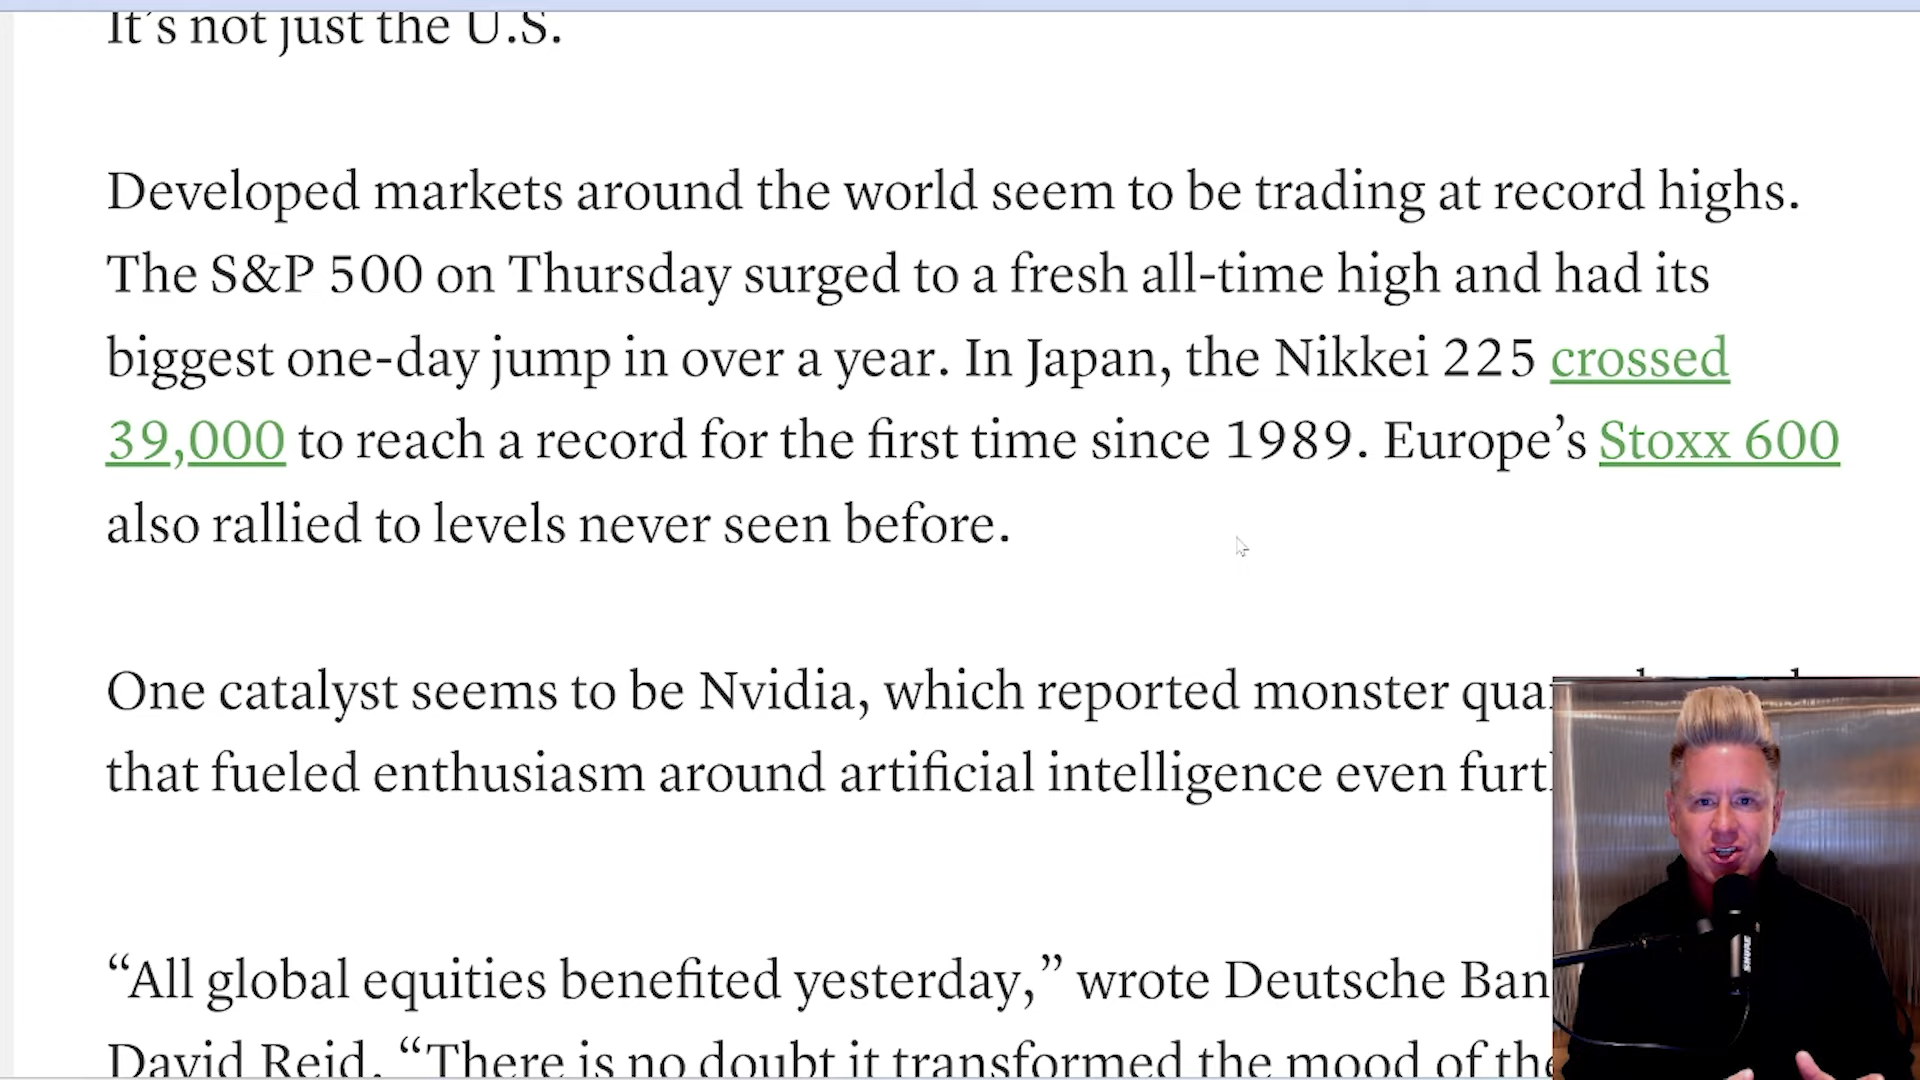 It's not just the U.S.
Developed markets around the world seem to be trading at record highs.
The S&P 500 on Thursday surged to a fresh all-time high and had its
biggest one-day jump in over a year. In Japan, the Nikkei 225 crossed
39,000 to reach a record for the first time since 1989. Europe’s Stoxx 600
also rallied to levels never seen before.
One catalyst seems to be Nvidia, which reported monster
that fueled enthusiasm around artificial intelligence even
“All global equities benefited yesterday,” wrote Deutsche
David Reid. “There is no doubt it transformed the mood of
SHURE